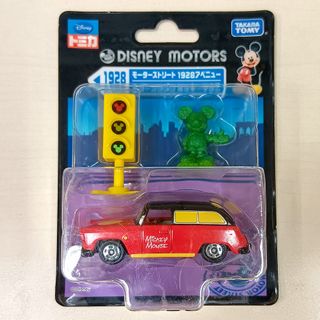 Disney
トミカ
TAKARA TOMY
DISNEY MOTORS
1928
モーターストリート1928アベニュー
Mickey
Mouse